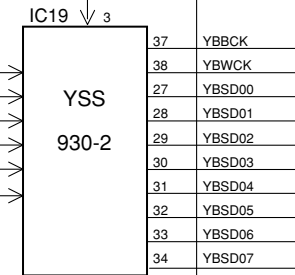 IC19 3
37 YBBCK
38 YBWCK
YSS
27 YBSD00
28 YBSD01
930-2
29 YBSD02
30 YBSD03
31 YBSD04
32 YBSD05
33 YBSD06
34 YBSD07